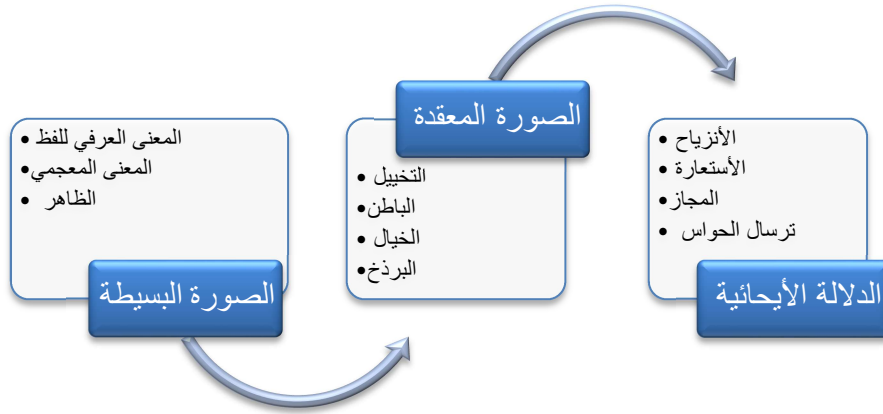 المعنى العرفي للفظ
المعنى المعجمي
الظاهر
الصورة البسيطة
الصورة المعقدة
التخييل
الباطن
الخيال
البرذخ
الأنزياح
الأستعارة
المجاز
ترسال الحواس
الدلالة الأيحائية